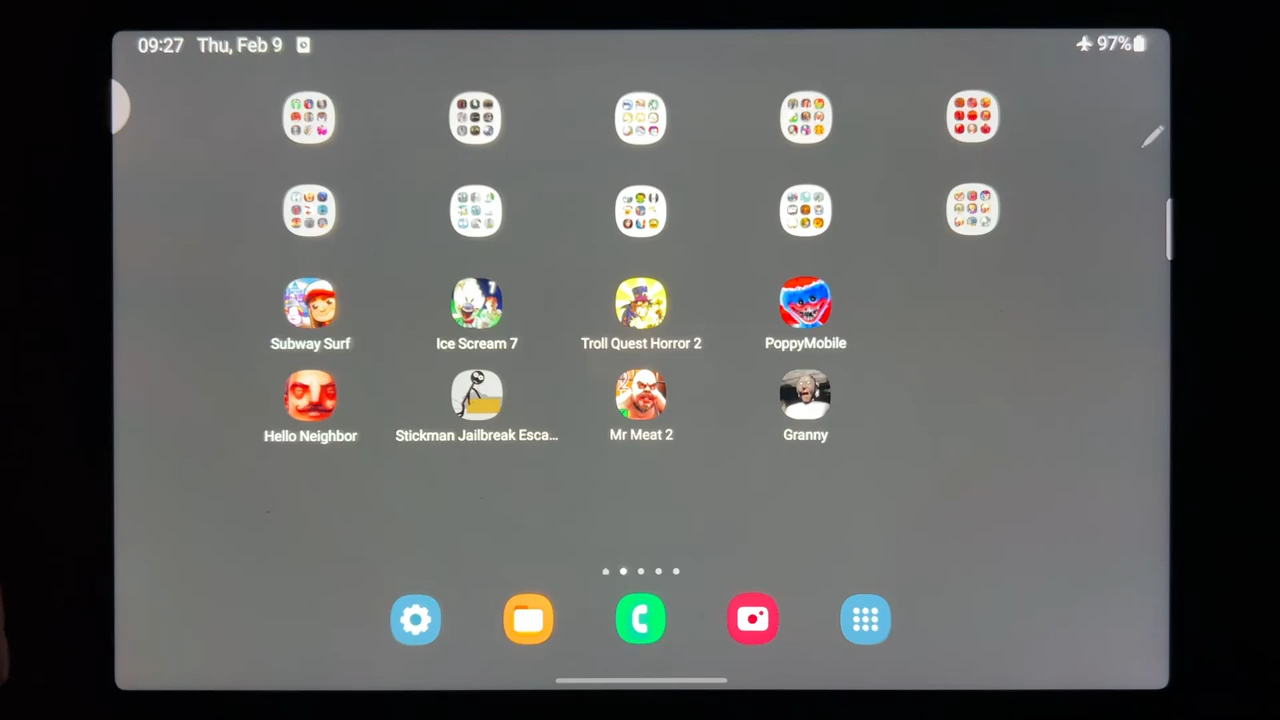 09:27 Thu, Feb 9
97%
Subway Surf
Ice Scream 7
Troll Quest Horror 2
PoppyMobile
Hello Neighbor
Stickman Jailbreak Esca...
Mr Meat 2
Granny